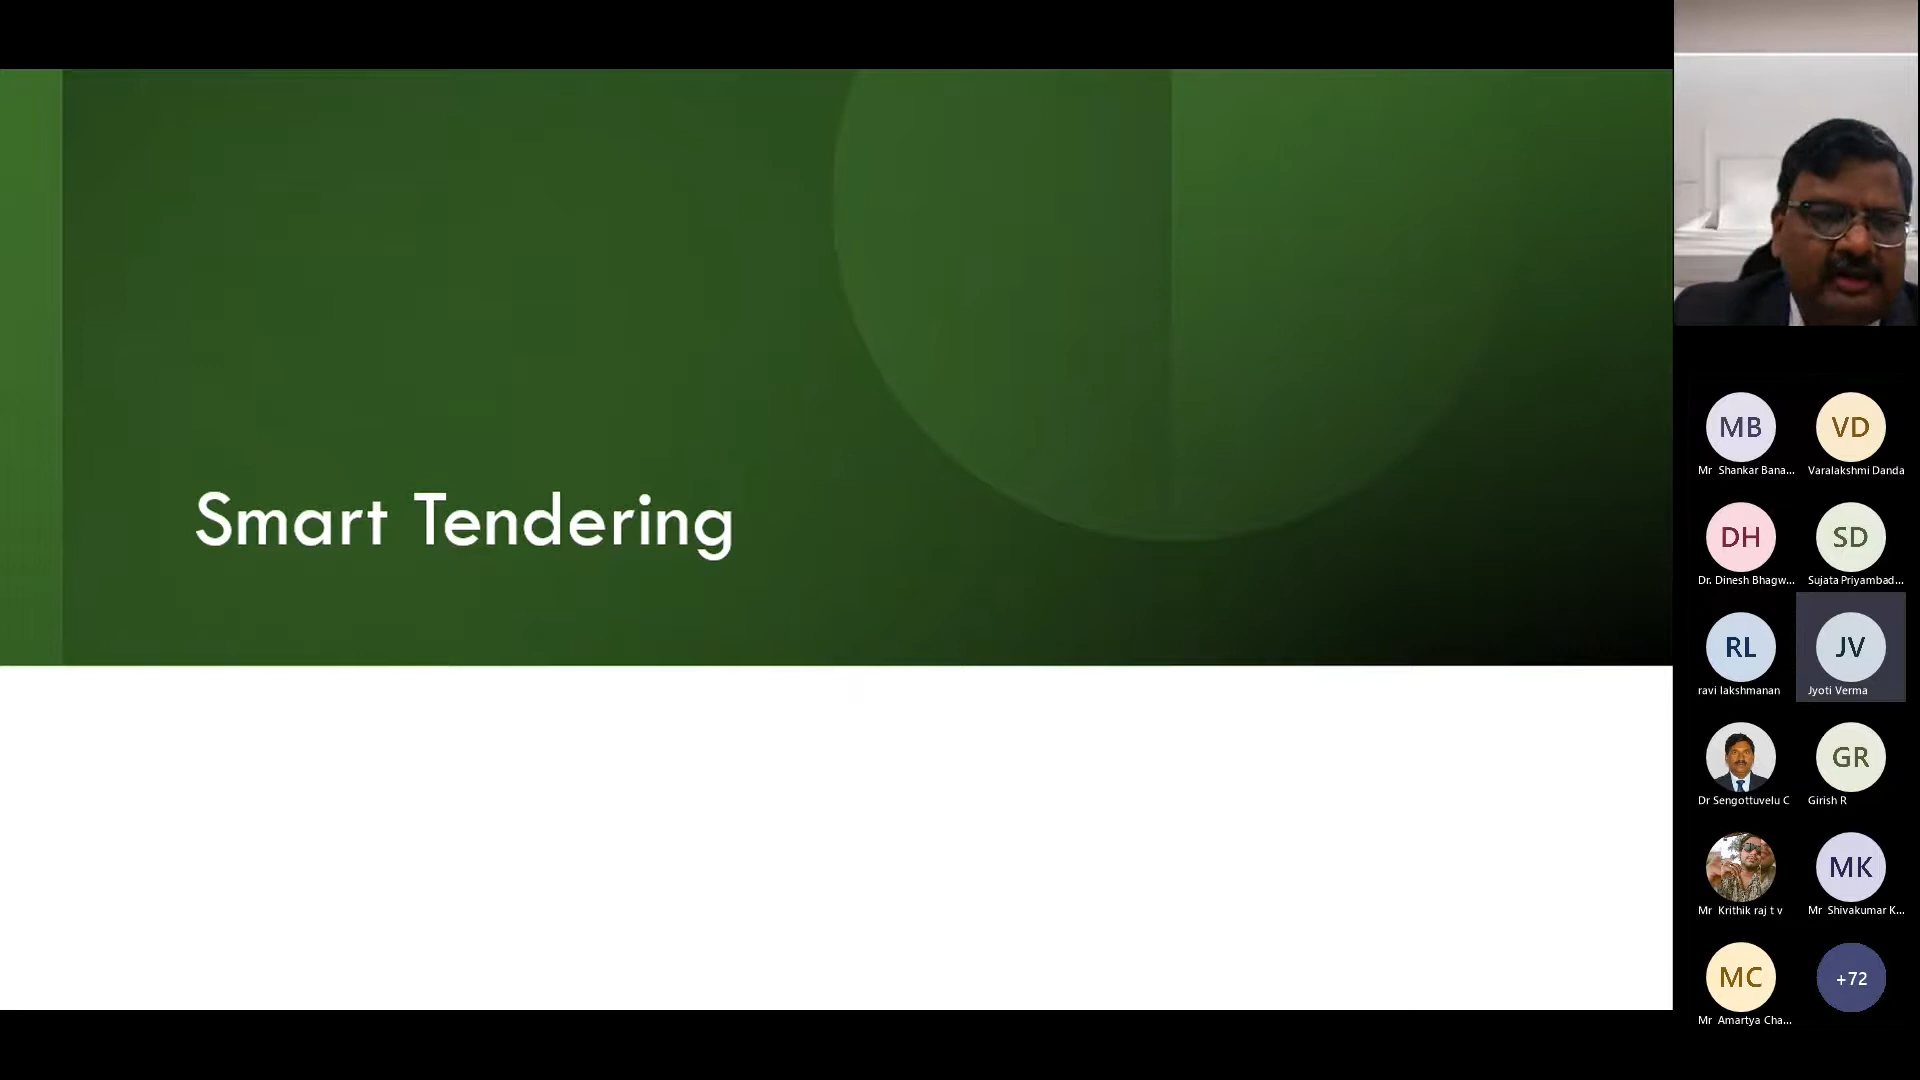 Smart Tendering
MB
VD
Mr Shankar Bana...
Varalakshmi Danda
DH
SD
Dr. Dinesh Bhagw...
Sujata Priyambad...
RL
JV
ravi lakshmanan
Jyoti Verma
GR
Dr Sengottuvelu C
Girish R
MK
Mr Krithik raj t v
Mr Shivakumar K...
MC
+72
Mr Amartya Cha...